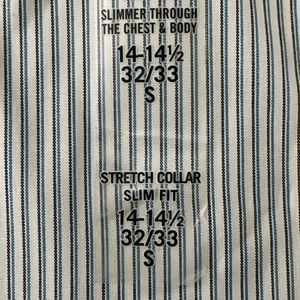 SLIMMER THROUGH
THE CHEST & BODY
14-14½
32/33
S
STRETCH COLLAR
SLIM FIT
14-14½
32/33
S